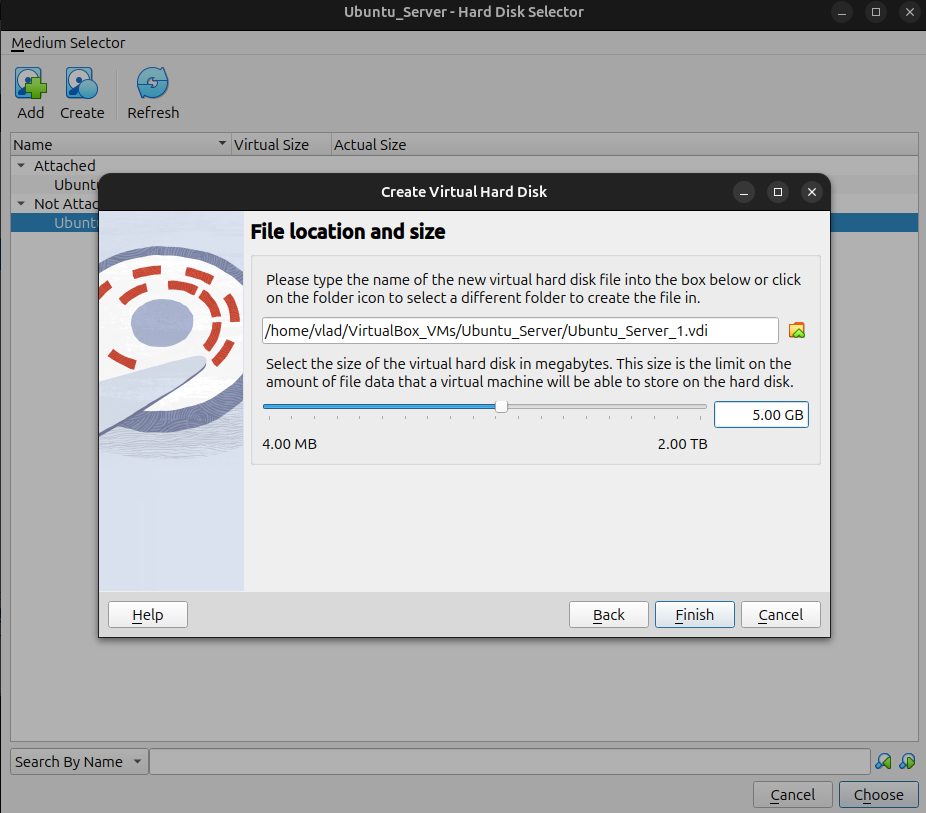 Ubuntu_Server - Hard Disk Selector
Medium Selector
Add
Create
Refresh
Name
Virtual Size
Actual Size
Attached
Create Virtual Hard Disk
File location and size
Please type the name of the new virtual hard disk file into the box below or click
on the folder icon to select a different folder to create the file in.
/home/vlad/VirtualBox_VMs/Ubuntu_Server/Ubuntu_Server_1.vdi
Select the size of the virtual hard disk in megabytes. This size is the limit on the
amount of file data that a virtual machine will be able to store on the hard disk.
5.00 GB
4.00 MB
2.00 TB
Help
Back
Finish
Cancel
Search By Name
Cancel
Choose